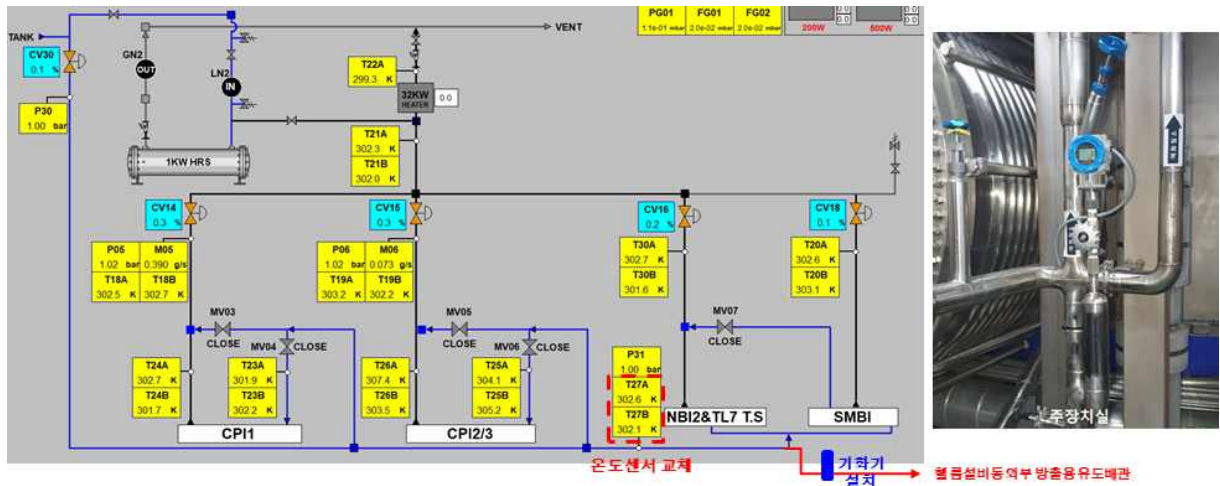 PG01 FG01 FG02
1.1e-01 mbar 2.0e-02 mbar 2.0e-02 mbar
0 0
0 0
0 0
0 0
200W 600W
TANK
VENT
CV30
0.1 %
GN2
OUT
LN2
IN
T22A
299.3 K
32KW
HEATER
0 0
P30
1.00 bar
T21A
302.3 K
T21B
302.0 K
1KW HRS
CV14
0.3 %
CV15
0.3 %
CV16
0.2 %
CV18
0.1 %
P05 M05
1.02 bar 0.390 g/s
T18A T18B
302.5 K 302.7 K
P06 M06
1.02 bar 0.073 g/s
T19A T19B
303.2 K 302.2 K
T30A
302.7 K
T30B
301.6 K
T20A
302.6 K
T20B
303.1 K
MV03
CLOSE
MV04 CLOSE
MV05
CLOSE
MV06 CLOSE
MV07
CLOSE
T24A
302.7 K
T24B
301.7 K
T23A
301.9 K
T23B
302.2 K
T26A
307.4 K
T26B
303.5 K
T25A
304.1 K
T25B
305.2 K
P31
1.00 bar
T27A
302.6 K
T27B
302.1 K
CPI1
CPI2/3
NBI2&TL7 T.S
SMBI
온도센서 교체
기화기
설치
헬륨설비동외부 방출용유도배관
주장치실